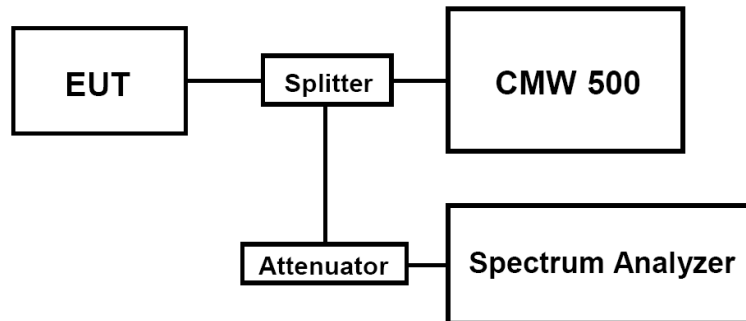 EUT
Splitter
CMW 500
Attenuator
Spectrum Analyzer